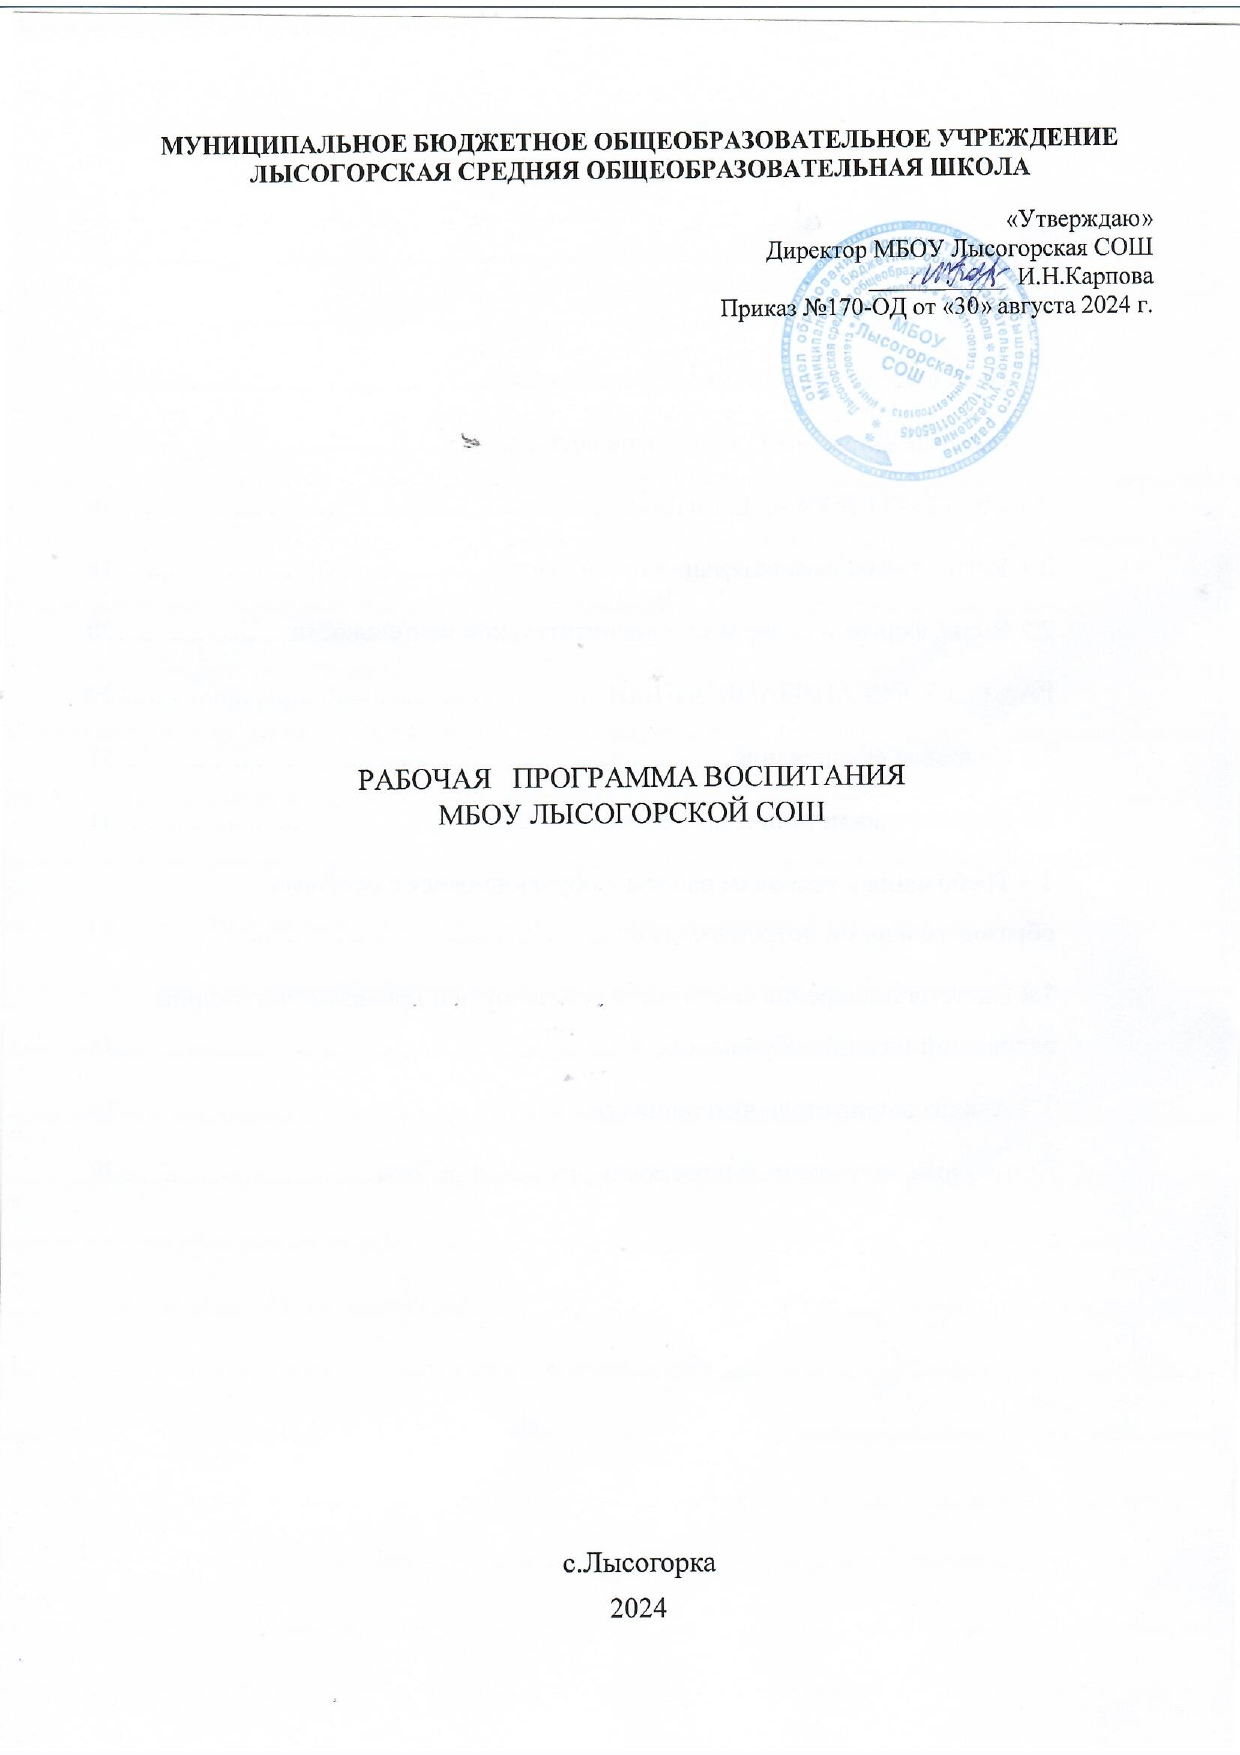 МУНИЦИПАЛЬНОЕ БЮДЖЕТНОЕ ОБЩЕОБРАЗОВАТЕЛЬНОЕ УЧРЕЖДЕНИЕ
ЛЫСОГОРСКАЯ СРЕДНЯЯ ОБЩЕОБРАЗОВАТЕЛЬНАЯ ШКОЛА
«Утверждаю»
Директор МБОУ Лысогорская СОШ
И.Н.Карпова
Приказ №170-ОД от «30» августа 2024 г.
МБОУ
"Лысогорская
СОШ
РАБОЧАЯ ПРОГРАММА ВОСПИТАНИЯ
МБОУ ЛЫСОГОРСКОЙ СОШ
с.Лысогорка
2024